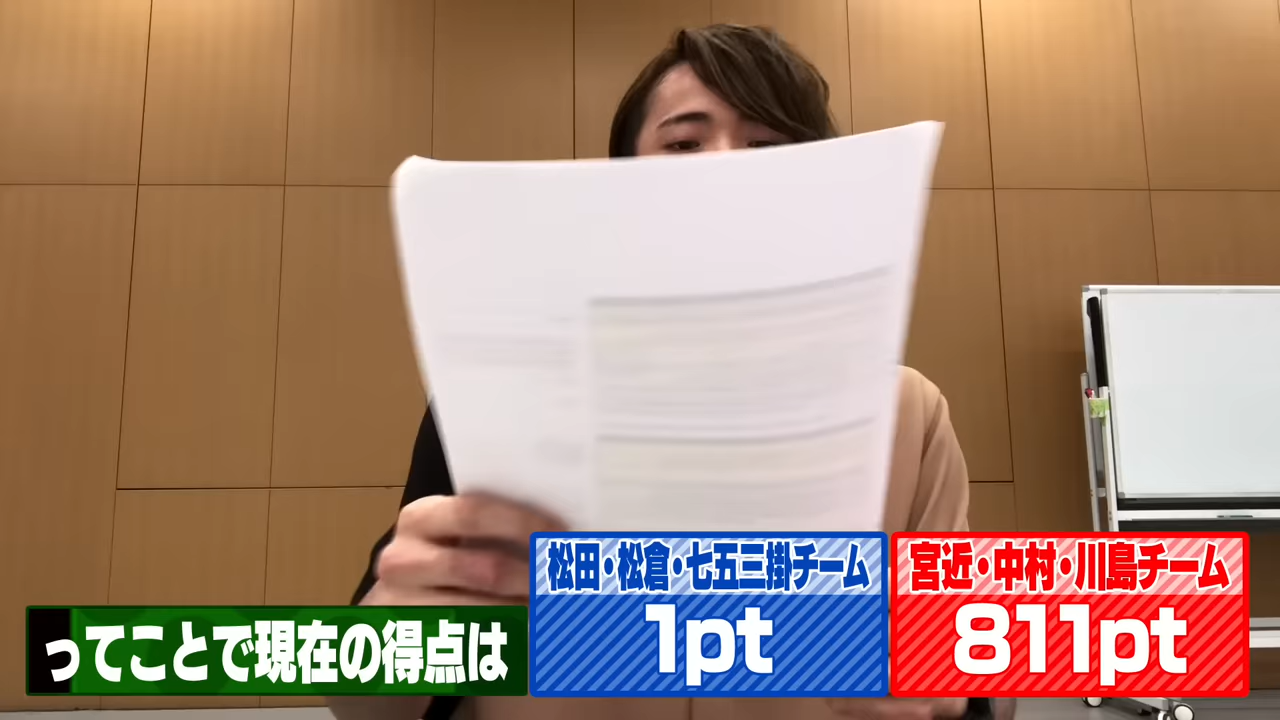 ってことで現在の得点は
松田・松倉・七五三掛チーム
1pt
宮近・中村・川島チーム
811pt